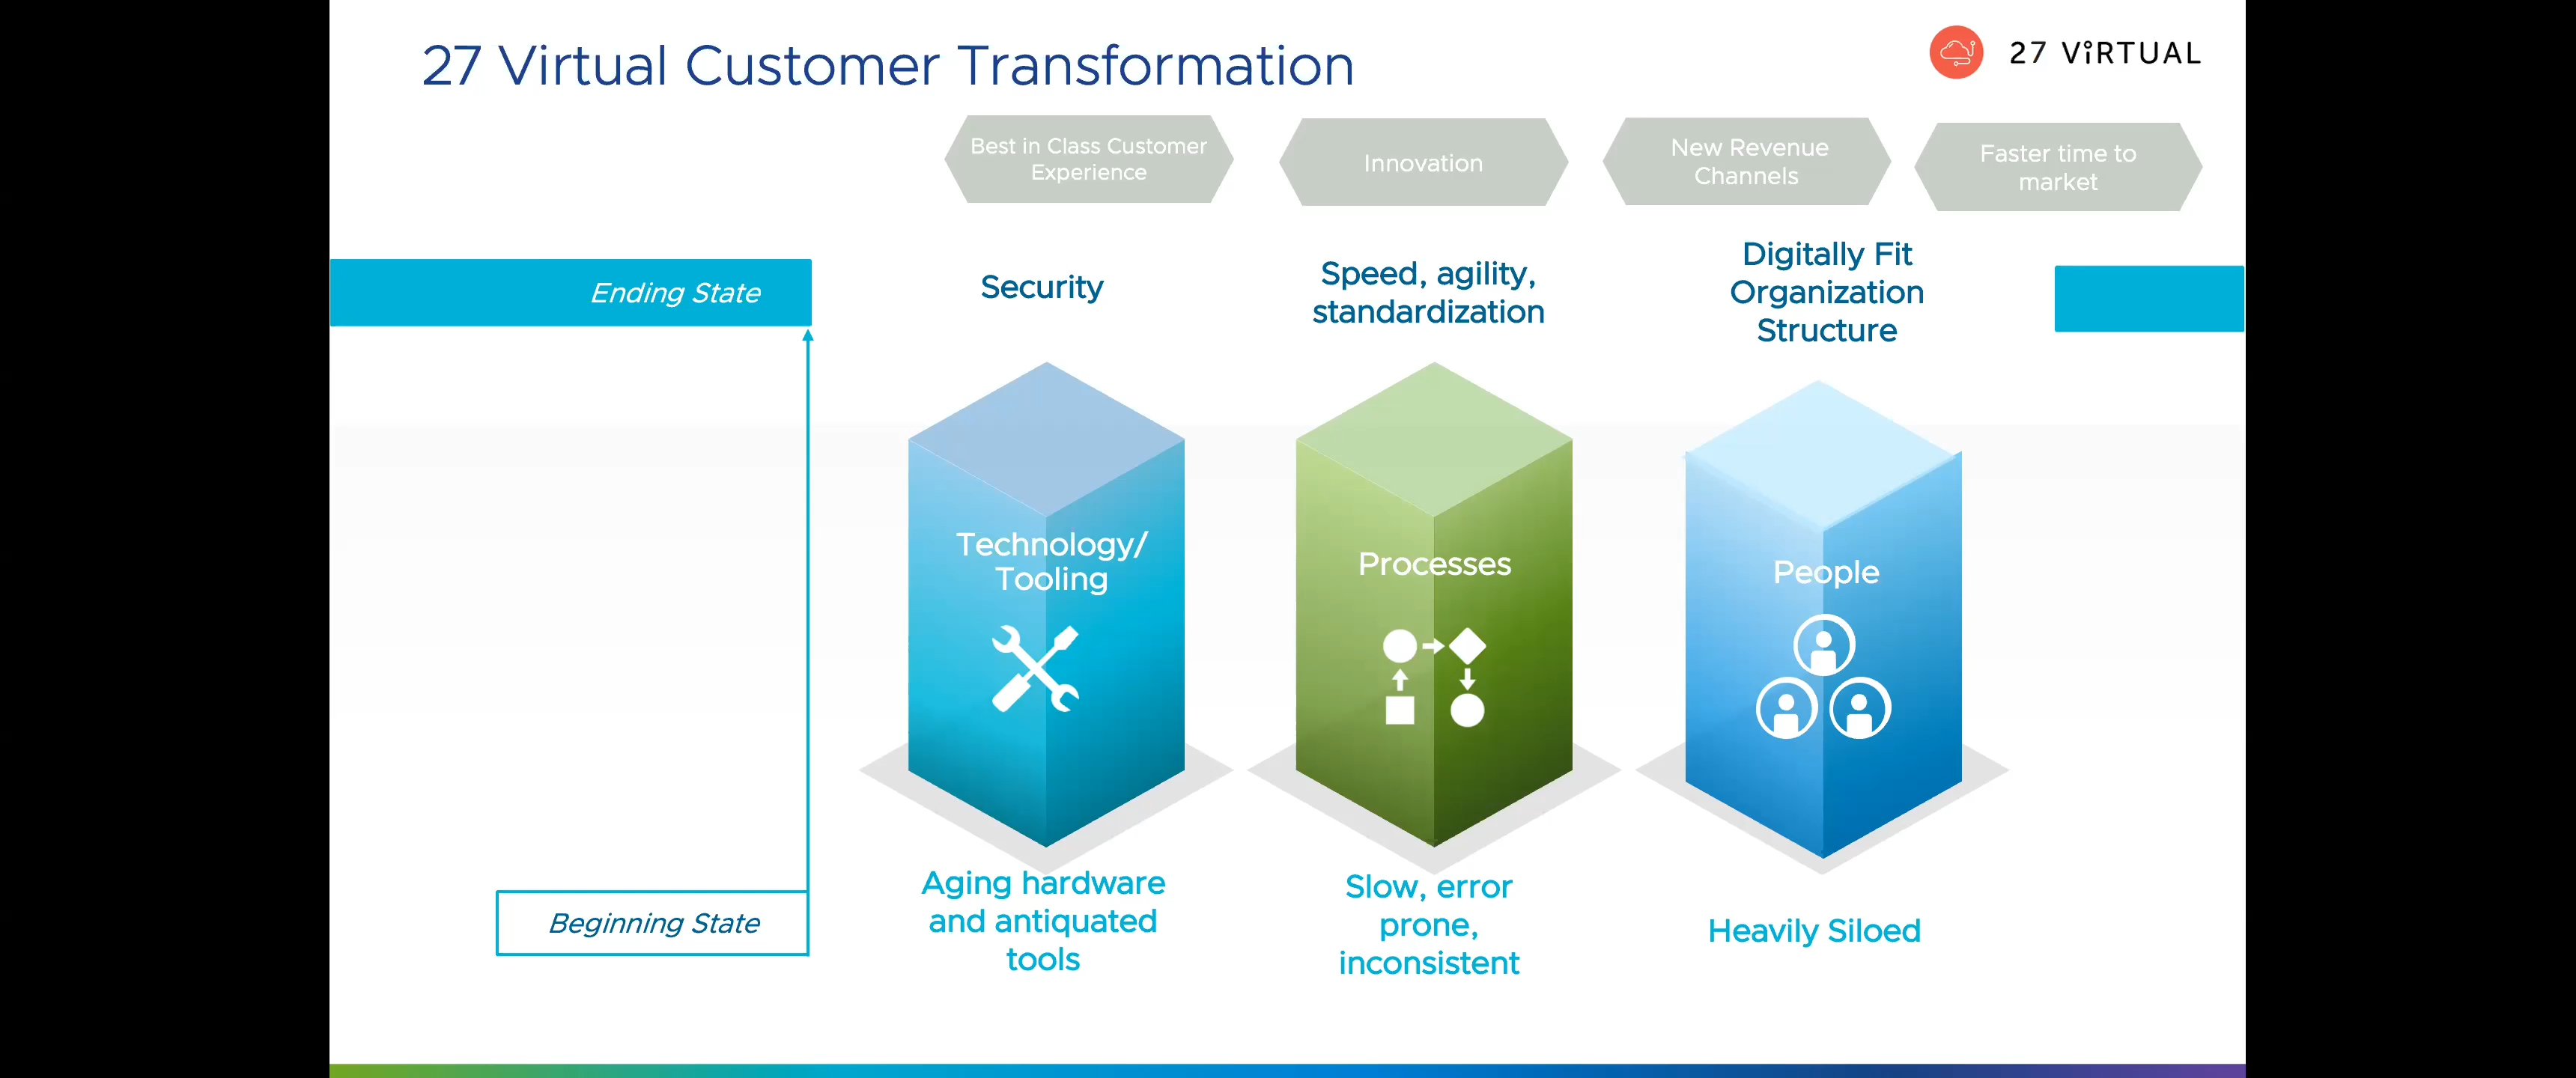 27 Virtual Customer Transformation
27 VİRTUAL
Best in Class Customer
Experience
Innovation
New Revenue
Channels
Faster time to
market
Ending State
Security
Speed, agility,
standardization
Digitally Fit
Organization
Structure
Technology/
Tooling
Processes
People
Beginning State
Aging hardware
and antiquated
tools
Slow, error
prone,
inconsistent
Heavily Siloed